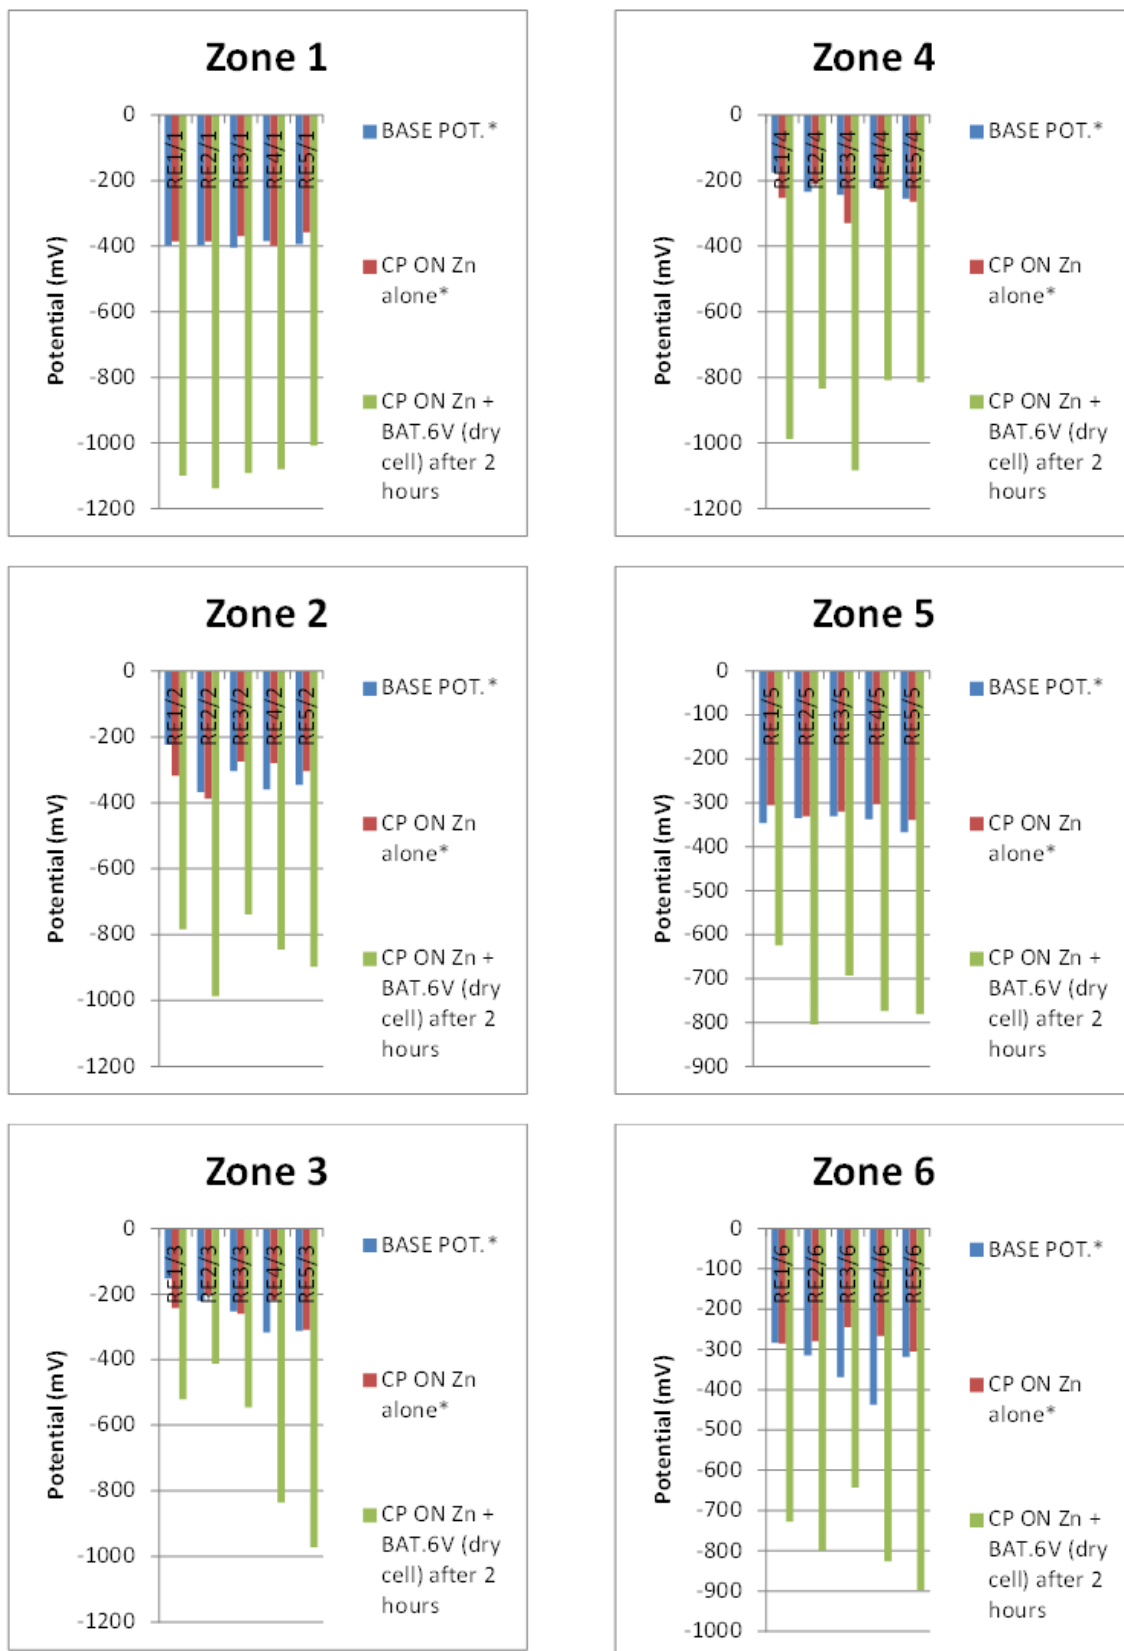 Zone 1
0
-200
-400
-600
-800
-1000
-1200
Potential (mV)
RE1/1
RE2/1
RE3/1
RE4/1
RE5/1
BASE POT.*
CP ON Zn
alone*
CP ON Zn +
BAT.6V (dry
cell) after 2
hours
Zone 4
0
-200
-400
-600
-800
-1000
-1200
Potential (mV)
RE1/4
RE2/4
RE3/4
RE4/4
RE5/4
BASE POT.*
CP ON Zn
alone*
CP ON Zn +
BAT.6V (dry
cell) after 2
hours
Zone 2
0
-200
-400
-600
-800
-1000
-1200
Potential (mV)
RE1/2
RE2/2
RE3/2
RE4/2
RE5/2
BASE POT.*
CP ON Zn
alone*
CP ON Zn +
BAT.6V (dry
cell) after 2
hours
Zone 5
0
-100
-200
-300
-400
-500
-600
-700
-800
-900
Potential (mV)
RE1/5
RE2/5
RE3/5
RE4/5
RE5/5
BASE POT.*
CP ON Zn
alone*
CP ON Zn +
BAT.6V (dry
cell) after 2
hours
Zone 3
0
-200
-400
-600
-800
-1000
-1200
Potential (mV)
RE1/3
RE2/3
RE3/3
RE4/3
RE5/3
BASE POT.*
CP ON Zn
alone*
CP ON Zn +
BAT.6V (dry
cell) after 2
hours
Zone 6
0
-100
-200
-300
-400
-500
-600
-700
-800
-900
-1000
Potential (mV)
RE1/6
RE2/6
RE3/6
RE4/6
RE5/6
BASE POT.*
CP ON Zn
alone*
CP ON Zn +
BAT.6V (dry
cell) after 2
hours